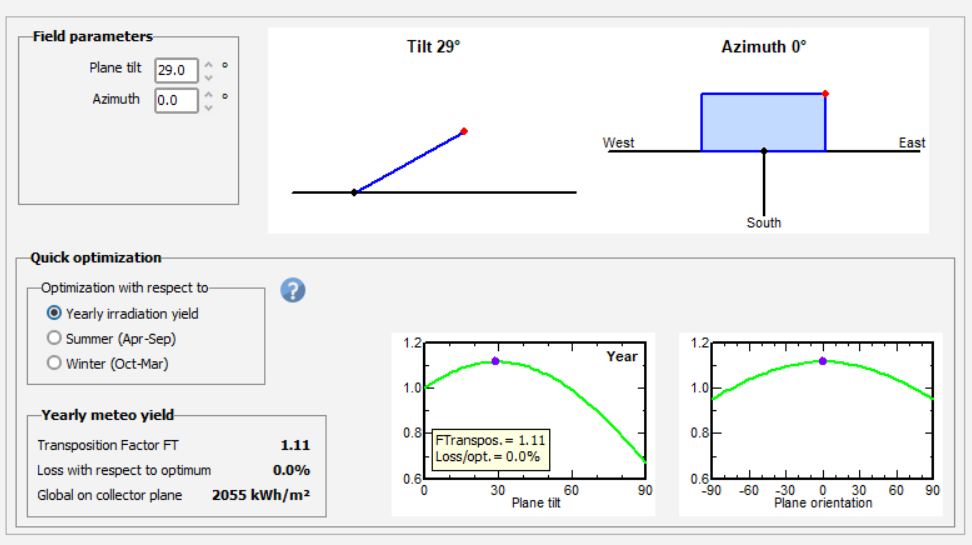 Field parameters
Plane tilt 29.0 °
Azimuth 0.0 °
Tilt 29°
Azimuth 0°
West
East
South
Quick optimization
Optimization with respect to
Yearly irradiation yield
Summer (Apr-Sep)
Winter (Oct-Mar)
?
Yearly meteo yield
Transposition Factor FT 1.11
Loss with respect to optimum 0.0%
Global on collector plane 2055 kWh/m²
1.2
1.0
0.8
0.6
Year
FTranspos.= 1.11
Loss/opt.= 0.0%
0 30 60 90
Plane tilt
1.2
1.0
0.8
0.6
-90 -60 -30 0 30 60 90
Plane orientation